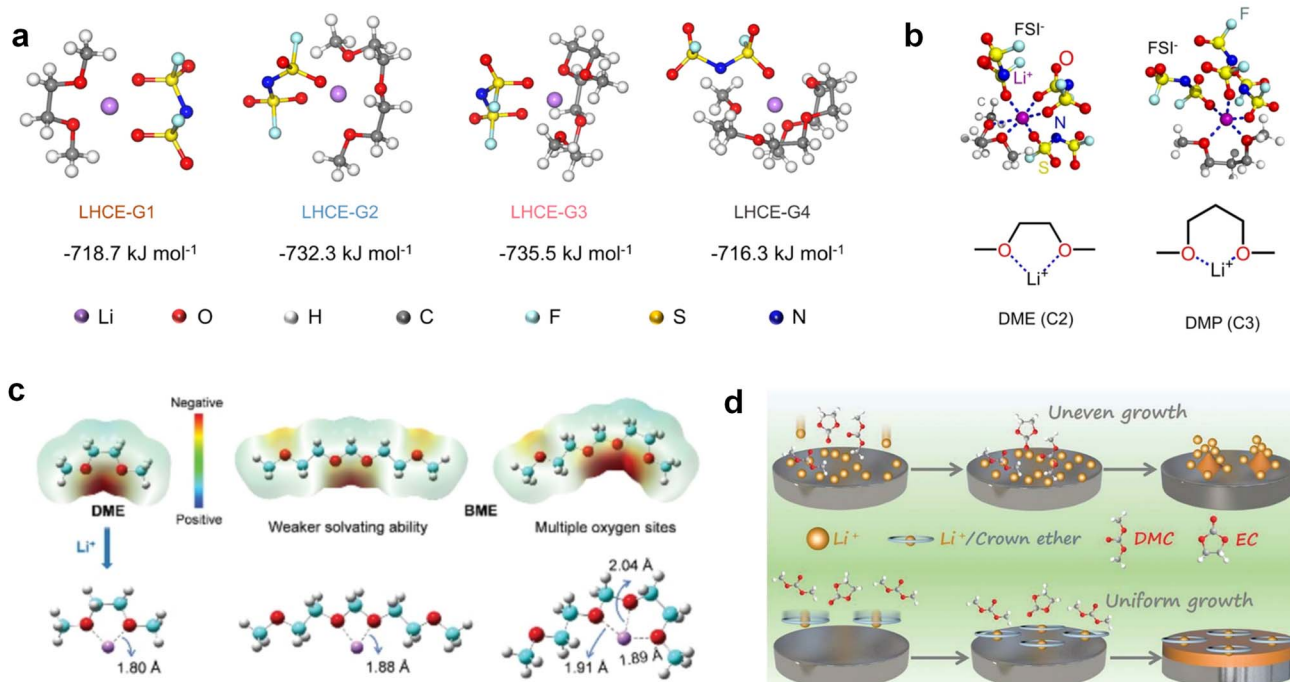 a
LHCE-G1
LHCE-G2
LHCE-G3
LHCE-G4
-718.7 kJ mol⁻¹
-732.3 kJ mol⁻¹
-735.5 kJ mol⁻¹
-716.3 kJ mol⁻¹
Li O H C F S N
b
FSI⁻
Li⁺
O
C
H
N
S
F
FSI⁻
O O
Li⁺
O O
Li⁺
DME (C2)
DMP (C3)
c
Negative
Positive
DME
Weaker solvating ability
BME
Multiple oxygen sites
Li⁺
1.80 Å
1.88 Å
2.04 Å
1.91 Å
1.89 Å
d
Uneven growth
Li⁺
Li⁺/Crown ether
DMC
EC
Uniform growth